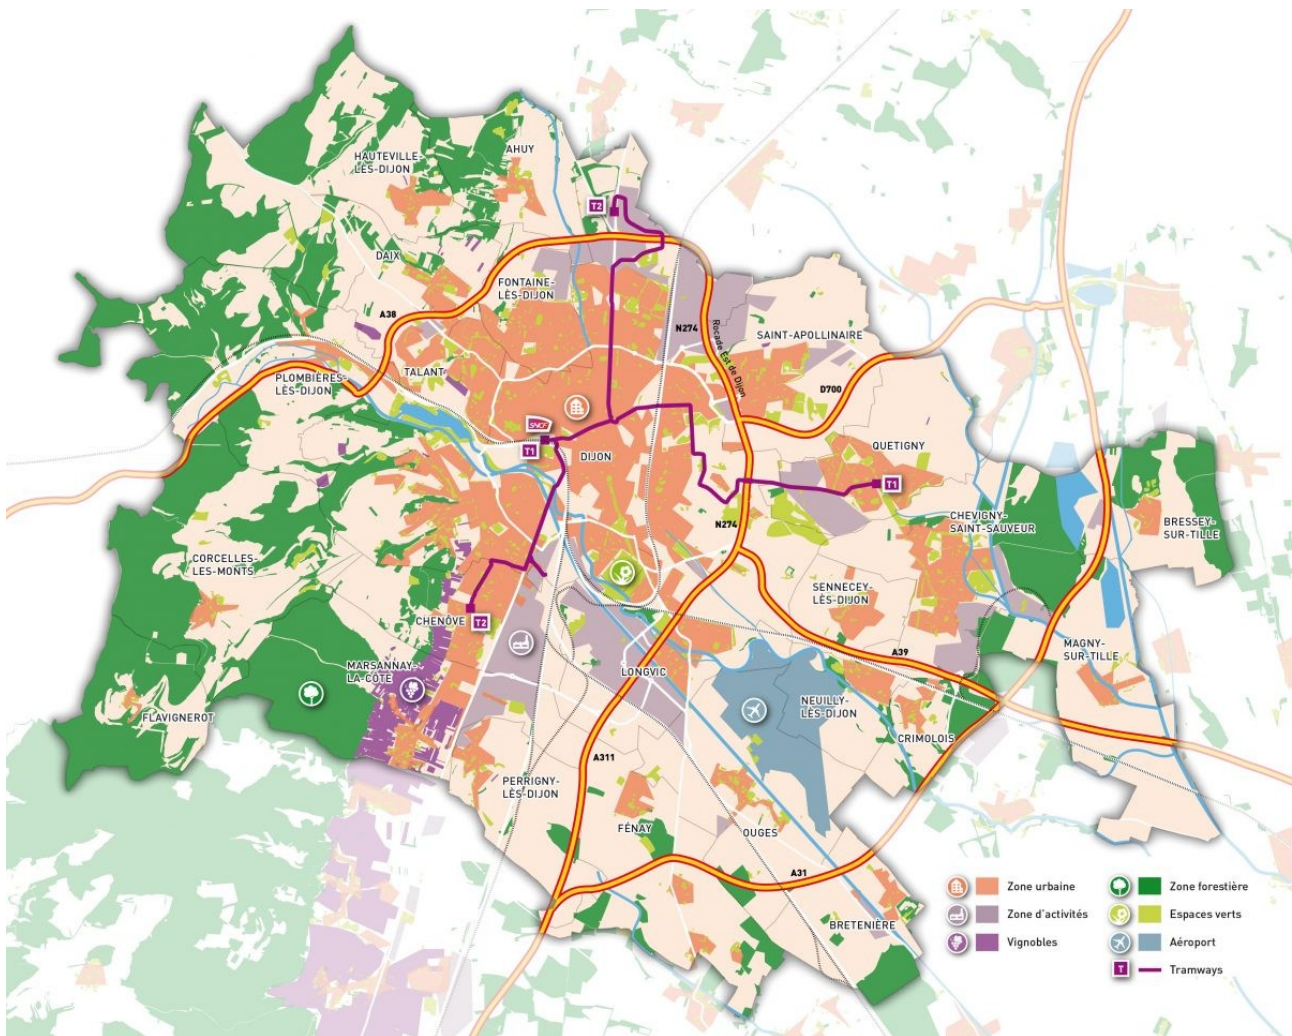 HAUTEVILLE-
LÈS-DIJON
AHUY
T2
DAIX
FONTAINE-
LÈS-DIJON
A38
N274
Rocade Est de Dijon
SAINT-APOLLINAIRE
TALANT
PLOMBIÈRES-
LÈS-DIJON
D700
SNCF
T1
DIJON
QUETIGNY
T1
N274
CHEVIGNY-
SAINT-SAUVEUR
BRESSEY-
SUR-TILLE
CORCELLES-
LES-MONTS
SENNECEY-
LÈS-DIJON
CHENÔVE
T2
A39
MAGNY-
SUR-TILLE
MARSANNAY-
LA-CÔTE
LONGVIC
NEUILLY-
LÈS-DIJON
FLAVIGNEROT
CRIMOLOIS
A311
PERRIGNY-
LÈS-DIJON
FÉNAY
OUGES
A31
BRETENIÈRE
Zone urbaine
Zone d'activités
Vignobles
Zone forestière
Espaces verts
Aéroport
T
Tramways